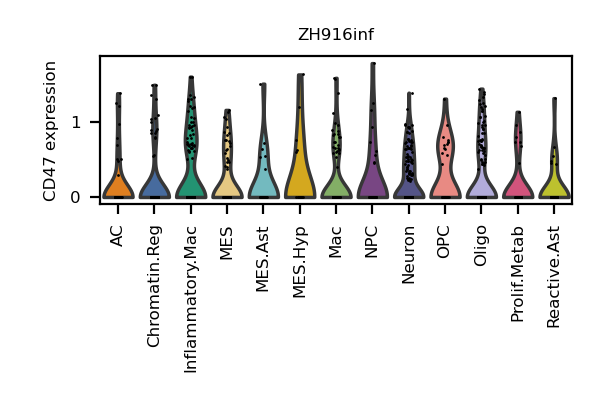 ZH916inf
CD47 expression
1
0
AC
Chromatin.Reg
Inflammatory.Mac
MES
MES.Ast
MES.Hyp
Mac
NPC
Neuron
OPC
Oligo
Prolif.Metab
Reactive.Ast